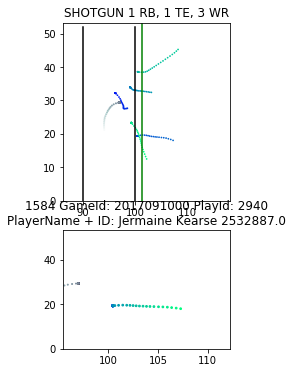 SHOTGUN 1 RB, 1 TE, 3 WR
50
40
30
20
10
0
90 100 110
1584 GameId: 2017091000 PlayId: 2940
PlayerName + ID: Jermaine Kearse 2532887.0
40
20
0
100 105 110